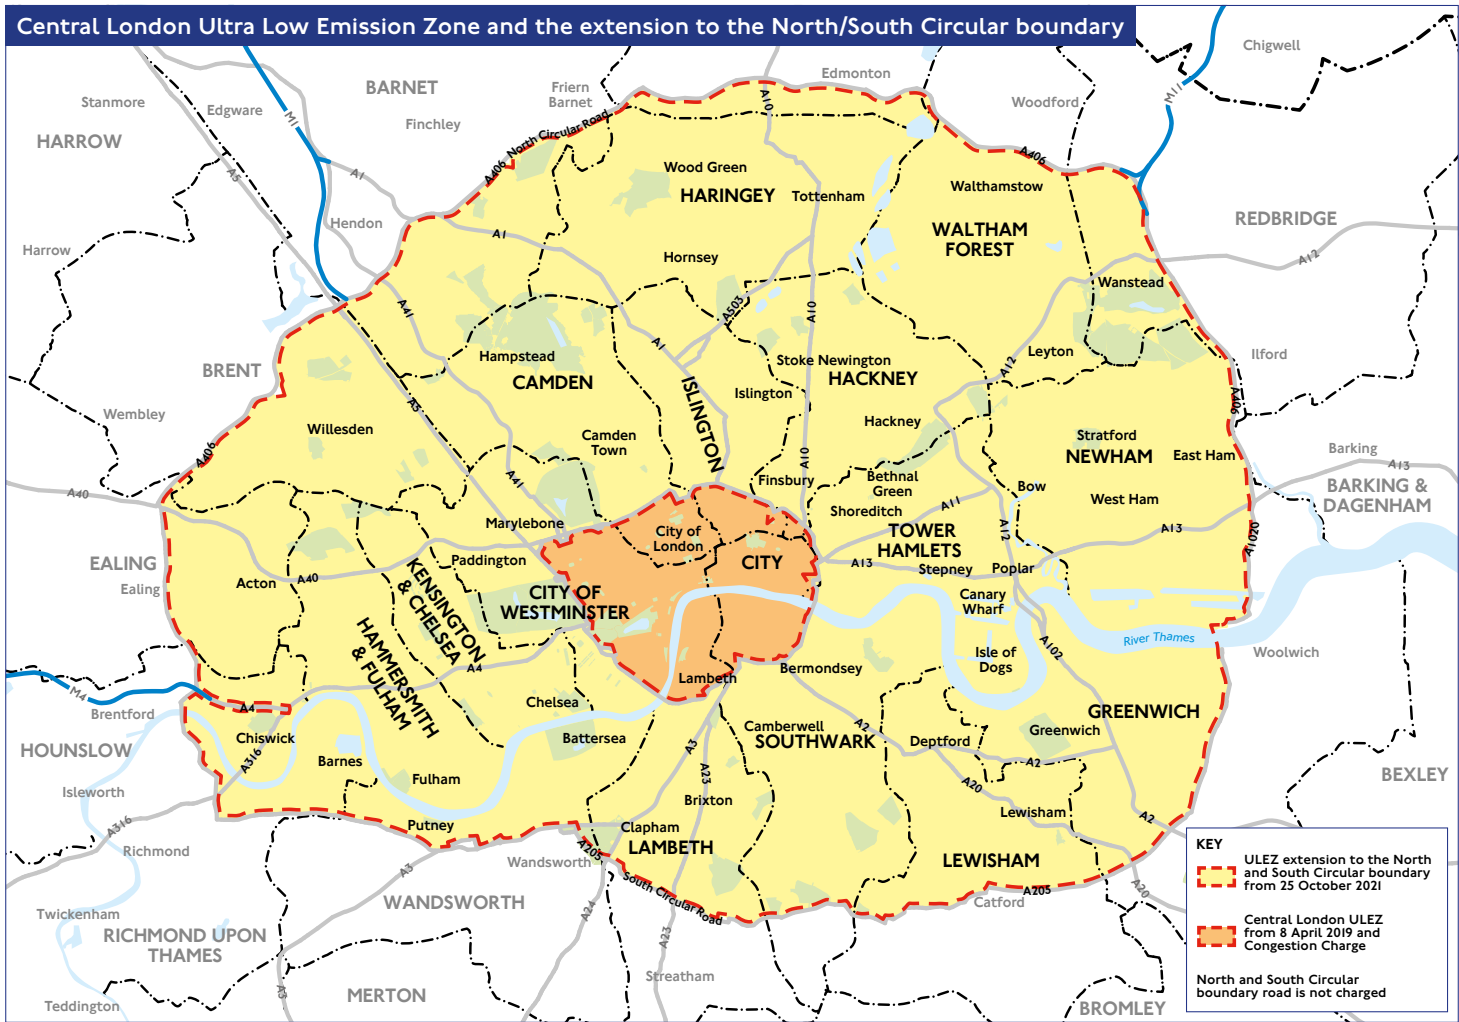 Central London Ultra Low Emission Zone and the extension to the North/South Circular boundary
Chigwell
Edmonton
BARNET
Friern
Barnet
Stanmore
Edgware
Woodford
M11
M1
A10
Finchley
HARROW
North Circular Road
A406
A406
A5
A1
Wood Green
HARINGEY
Tottenham
Walthamstow
Hendon
REDBRIDGE
WALTHAM
FOREST
A1
Harrow
Hornsey
A12
Wanstead
A41
A503
A10
A1
Leyton
Ilford
Hampstead
CAMDEN
Stoke Newington
HACKNEY
A12
BRENT
Islington
ISLINGTON
A5
A406
Wembley
Hackney
Willesden
Camden
Town
Stratford
NEWHAM
East Ham
A406
A10
Barking
A13
Finsbury
Bethnal
Green
A41
Bow
BARKING &
DAGENHAM
A40
West Ham
A11
Shoreditch
Marylebone
City of
London
TOWER
HAMLETS
A12
A13
A1020
Paddington
CITY
A13
Stepney
Poplar
EALING
Ealing
Acton
A40
KENSINGTON
& CHELSEA
CITY OF
WESTMINSTER
Canary
Wharf
HAMMERSMITH
& FULHAM
River Thames
A102
Isle of
Dogs
Woolwich
A4
Bermondsey
Lambeth
M4
Brentford
A4
Chelsea
GREENWICH
Chiswick
Camberwell
A2
SOUTHWARK
Deptford
Greenwich
HOUNSLOW
A316
Barnes
Battersea
A3
A2
A23
BEXLEY
Fulham
A20
Isleworth
Brixton
Lewisham
A2
A316
Putney
Clapham
LAMBETH
KEY
ULEZ extension to the North
and South Circular boundary
from 25 October 2021
Richmond
A3
Wandsworth
A205
LEWISHAM
South Circular Road
A205
A20
WANDSWORTH
Catford
Twickenham
A24
Central London ULEZ
from 8 April 2019 and
Congestion Charge
RICHMOND UPON
THAMES
A23
Streatham
North and South Circular
boundary road is not charged
A3
MERTON
Teddington
BROMLEY